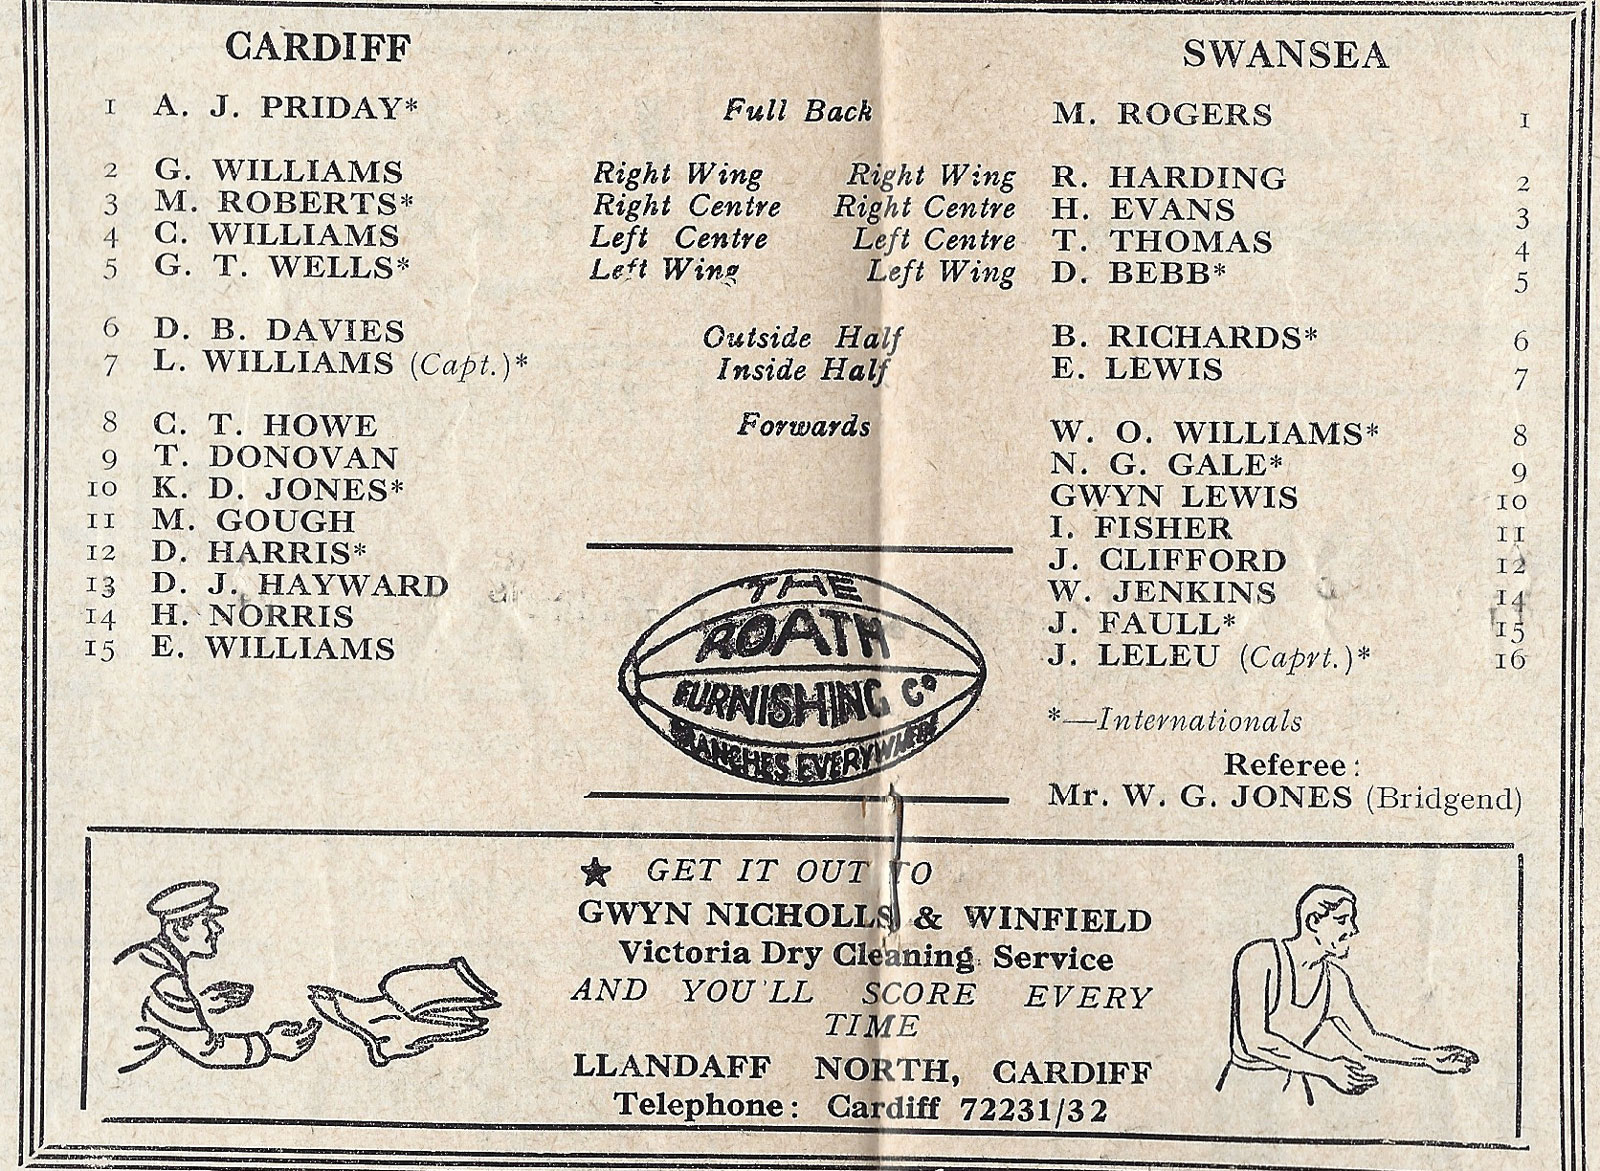 CARDIFF SWANSEA
1 A. J. PRIDAY* Full Back M. ROGERS 1
2 G. WILLIAMS Right Wing Right Wing R. HARDING 2
3 M. ROBERTS* Right Centre Right Centre H. EVANS 3
4 C. WILLIAMS Left Centre Left Centre T. THOMAS 4
5 G. T. WELLS* Left Wing Left Wing D. BEBB* 5
6 D. B. DAVIES Outside Half B. RICHARDS* 6
7 L. WILLIAMS (Capt.)* Inside Half E. LEWIS 7
8 C. T. HOWE Forwards W. O. WILLIAMS* 8
9 T. DONOVAN N. G. GALE* 9
10 K. D. JONES* GWYN LEWIS 10
11 M. GOUGH I. FISHER 11
12 D. HARRIS* J. CLIFFORD 12
13 D. J. HAYWARD W. JENKINS 14
14 H. NORRIS J. FAULL* 15
15 E. WILLIAMS J. LELEU (Caprt.)* 16
THE
ROATH
FURNISHING Co
BRANCHES EVERYWHERE
*—Internationals
Referee:
Mr. W. G. JONES (Bridgend)
★ GET IT OUT TO
GWYN NICHOLLS & WINFIELD
Victoria Dry Cleaning Service
AND YOU'LL SCORE EVERY
TIME
LLANDAFF NORTH, CARDIFF
Telephone: Cardiff 72231/32